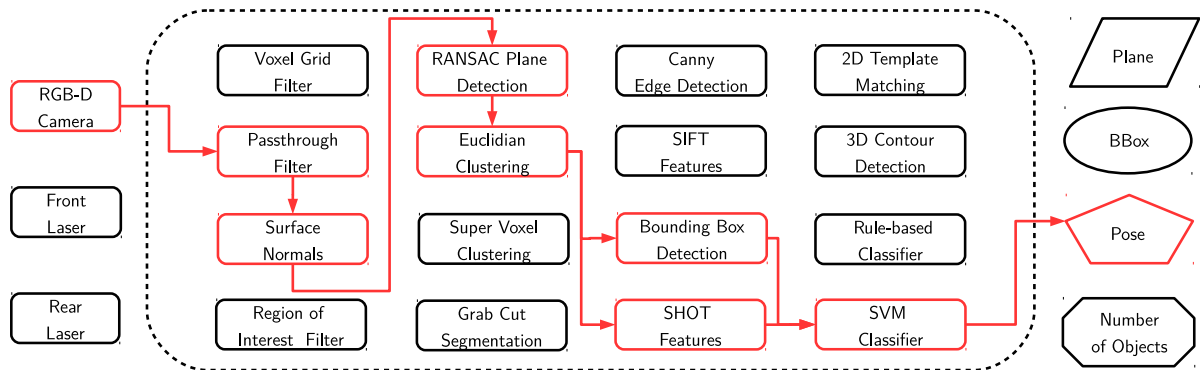 RGB-D
Camera
Front
Laser
Rear
Laser
Voxel Grid
Filter
Passthrough
Filter
Surface
Normals
Region of
Interest Filter
RANSAC Plane
Detection
Euclidian
Clustering
Super Voxel
Clustering
Grab Cut
Segmentation
Canny
Edge Detection
SIFT
Features
Bounding Box
Detection
SHOT
Features
2D Template
Matching
3D Contour
Detection
Rule-based
Classifier
SVM
Classifier
Plane
BBox
Pose
Number
of Objects